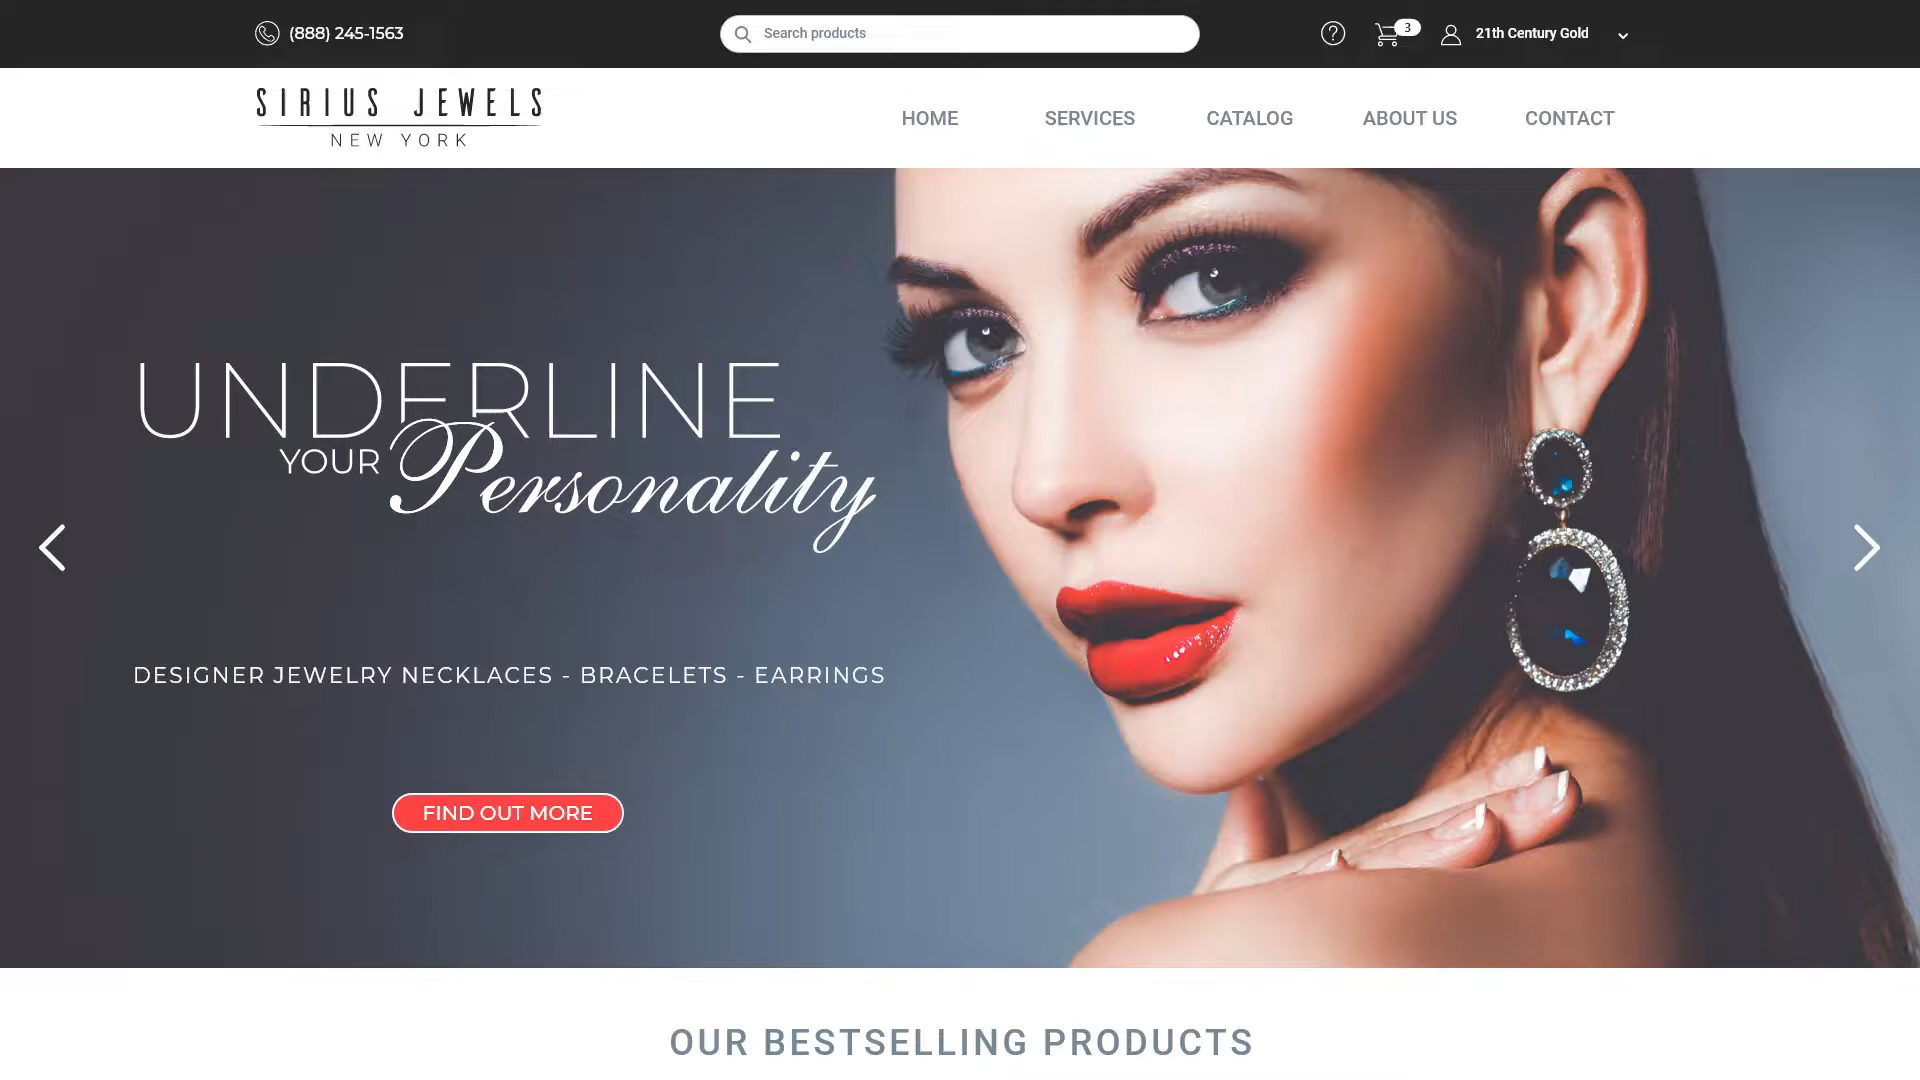 (888) 245-1563
Search products
3
21th Century Gold
SIRIUS JEWELS
NEW YORK
HOME
SERVICES
CATALOG
ABOUT US
CONTACT
UNDERLINE
YOUR Personality
DESIGNER JEWELRY NECKLACES - BRACELETS - EARRINGS
FIND OUT MORE
OUR BESTSELLING PRODUCTS